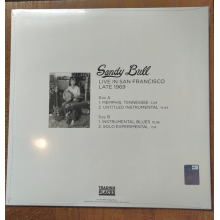 Sandy Bull
LIVE IN SAN FRANCISCO
LATE 1969
Side A
1. MEMPHIS, TENNESSEE
2. UNTITLED INSTRUMENTAL
Side B
1. INSTRUMENTAL BLUES
2. SOLO EXPERIMENTAL
TRADING
PLACES